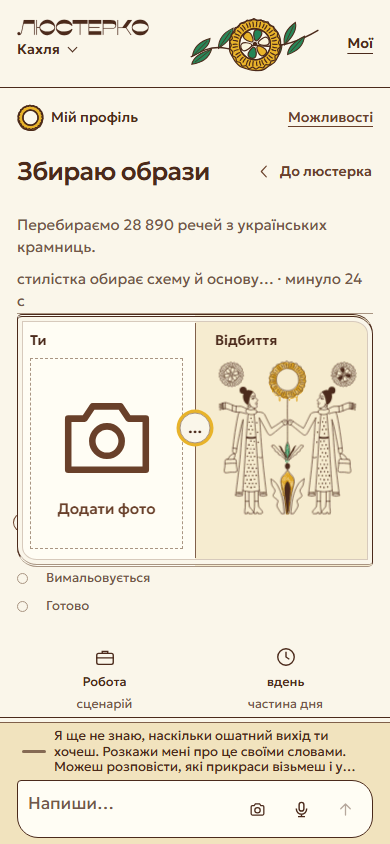 ЛЮСТЕРКО
Кахля
Мої
Мій профіль
Можливості
Збираю образи
До люстерка
Перебираємо 28 890 речей з українських
крамниць.
стилістка обирає схему й основу… · минуло 24
с
Ти
Відбиття
...
Додати фото
Вимальовується
Готово
Робота
вдень
сценарій
частина дня
Я ще не знаю, наскільки ошатний вихід ти
хочеш. Розкажи мені про це своїми словами.
Можеш розповісти, які прикраси візьмеш і у…
Напиши…